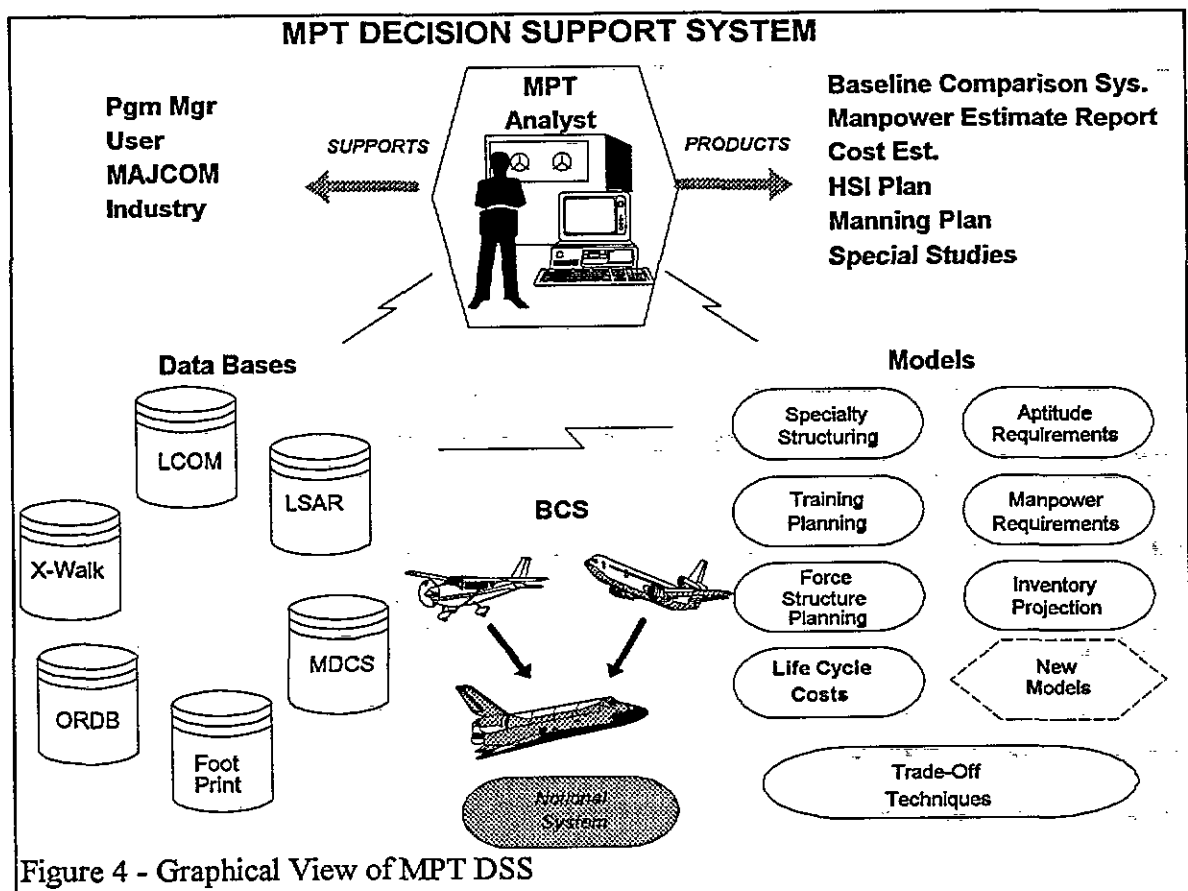 MPT DECISION SUPPORT SYSTEM
Pgm Mgr
User
MAJCOM
Industry
SUPPORTS
MPT
Analyst
PRODUCTS
Baseline Comparison Sys.
Manpower Estimate Report
Cost Est.
HSI Plan
Manning Plan
Special Studies
Data Bases
LCOM
LSAR
X-Walk
MDCS
ORDB
Foot
Print
BCS
Notional
System
Models
Specialty
Structuring
Aptitude
Requirements
Training
Planning
Manpower
Requirements
Force
Structure
Planning
Inventory
Projection
Life Cycle
Costs
New
Models
Trade-Off
Techniques
Figure 4 - Graphical View of MPT DSS